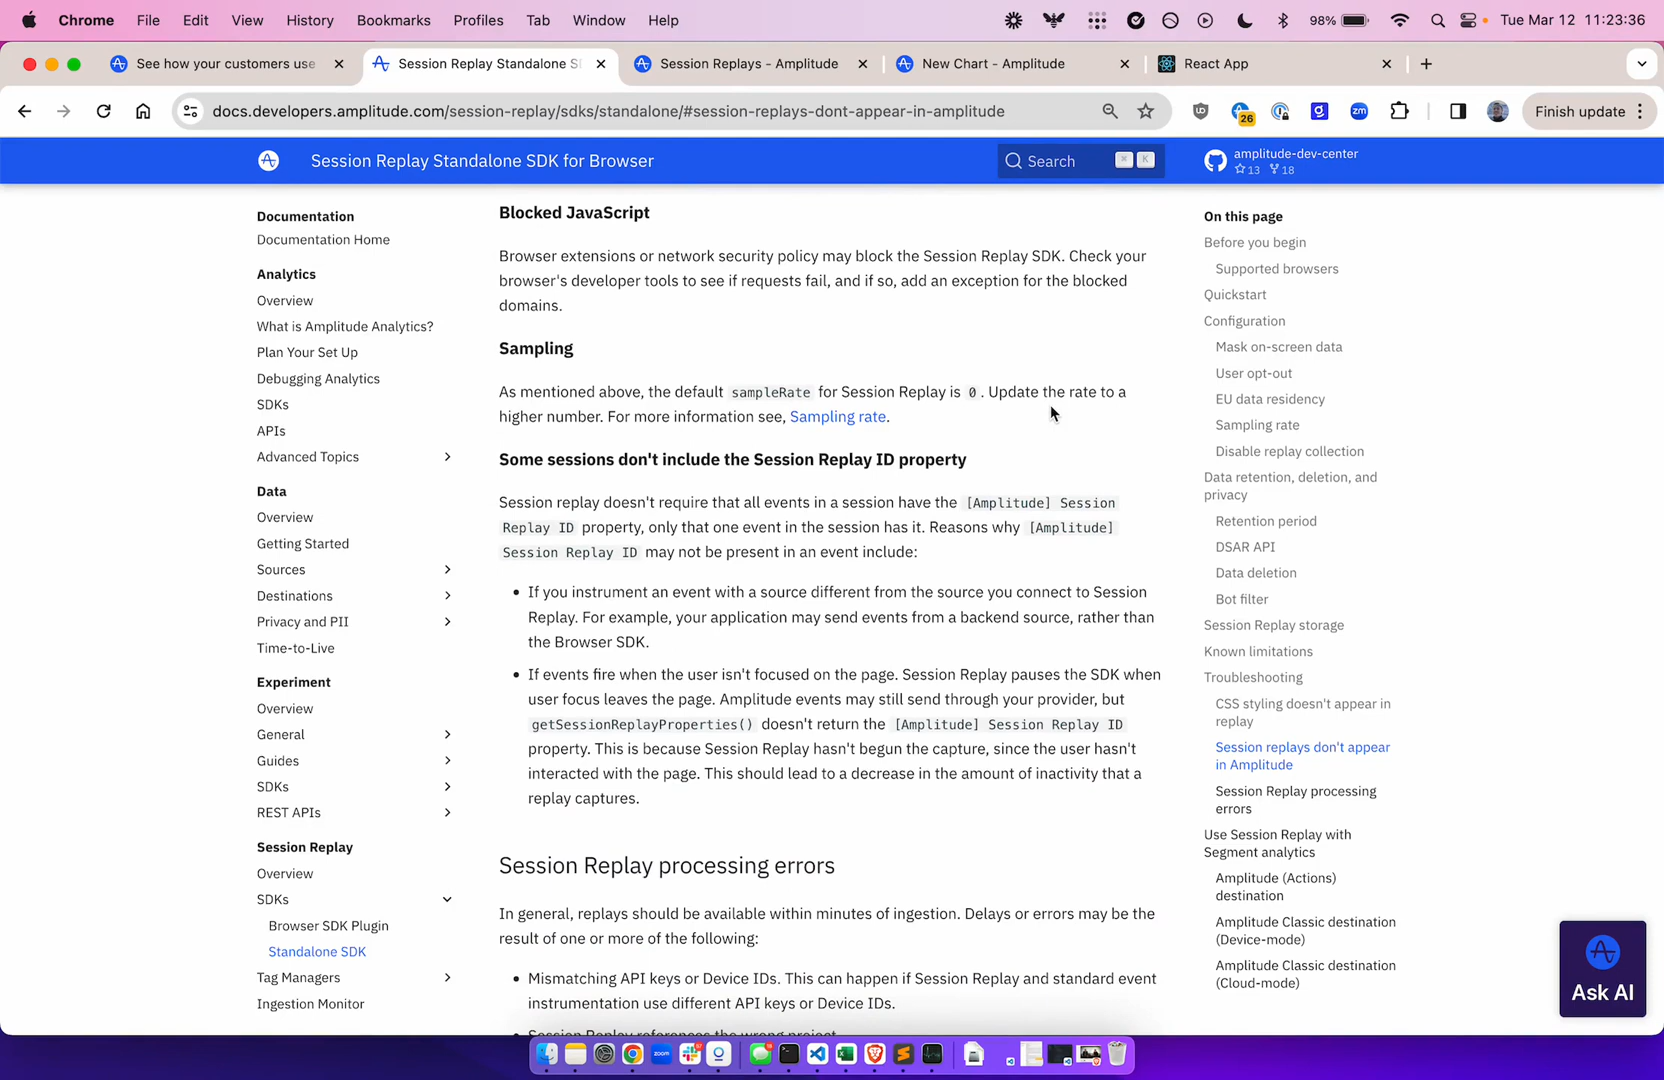 Chrome File Edit View History Bookmarks Profiles Tab Window Help 98% Tue Mar 12 11:23:36
See how your customers use
Session Replay Standalone S
Session Replays - Amplitude
New Chart - Amplitude
React App
docs.developers.amplitude.com/session-replay/sdks/standalone/#session-replays-dont-appear-in-amplitude
26
zm
Finish update
Session Replay Standalone SDK for Browser
Search
K
amplitude-dev-center
13 18
Documentation
Documentation Home
Analytics
Overview
What is Amplitude Analytics?
Plan Your Set Up
Debugging Analytics
SDKs
APIs
Advanced Topics
Data
Overview
Getting Started
Sources
Destinations
Privacy and PII
Time-to-Live
Experiment
Overview
General
Guides
SDKs
REST APIs
Session Replay
Overview
SDKs
Browser SDK Plugin
Standalone SDK
Tag Managers
Ingestion Monitor
Blocked JavaScript
Browser extensions or network security policy may block the Session Replay SDK. Check your
browser's developer tools to see if requests fail, and if so, add an exception for the blocked
domains.
Sampling
As mentioned above, the default sampleRate for Session Replay is 0 . Update the rate to a
higher number. For more information see, Sampling rate.
Some sessions don't include the Session Replay ID property
Session replay doesn't require that all events in a session have the [Amplitude] Session
Replay ID property, only that one event in the session has it. Reasons why [Amplitude]
Session Replay ID may not be present in an event include:
• If you instrument an event with a source different from the source you connect to Session
Replay. For example, your application may send events from a backend source, rather than
the Browser SDK.
• If events fire when the user isn't focused on the page. Session Replay pauses the SDK when
user focus leaves the page. Amplitude events may still send through your provider, but
getSessionReplayProperties() doesn't return the [Amplitude] Session Replay ID
property. This is because Session Replay hasn't begun the capture, since the user hasn't
interacted with the page. This should lead to a decrease in the amount of inactivity that a
replay captures.
Session Replay processing errors
In general, replays should be available within minutes of ingestion. Delays or errors may be the
result of one or more of the following:
• Mismatching API keys or Device IDs. This can happen if Session Replay and standard event
instrumentation use different API keys or Device IDs.
• Session Replay references the wrong project
On this page
Before you begin
Supported browsers
Quickstart
Configuration
Mask on-screen data
User opt-out
EU data residency
Sampling rate
Disable replay collection
Data retention, deletion, and
privacy
Retention period
DSAR API
Data deletion
Bot filter
Session Replay storage
Known limitations
Troubleshooting
CSS styling doesn't appear in
replay
Session replays don't appear
in Amplitude
Session Replay processing
errors
Use Session Replay with
Segment analytics
Amplitude (Actions)
destination
Amplitude Classic destination
(Device-mode)
Amplitude Classic destination
(Cloud-mode)
Ask AI
zoom